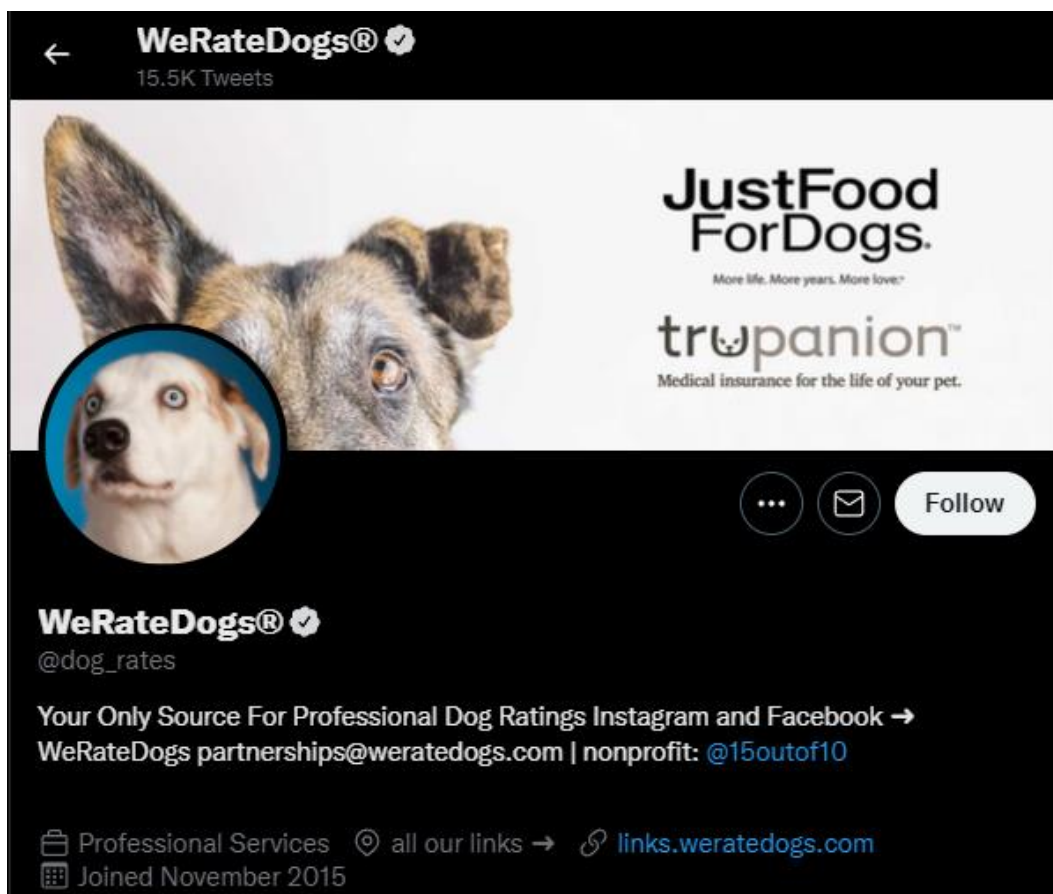 WeRateDogs®
15.5K Tweets
JustFood
ForDogs.
More life. More years. More love.℠
trupanion™
Medical insurance for the life of your pet.
Follow
WeRateDogs®
@dog_rates
Your Only Source For Professional Dog Ratings Instagram and Facebook →
WeRateDogs partnerships@weratedogs.com | nonprofit: @15outof10
Professional Services all our links → links.weratedogs.com
Joined November 2015